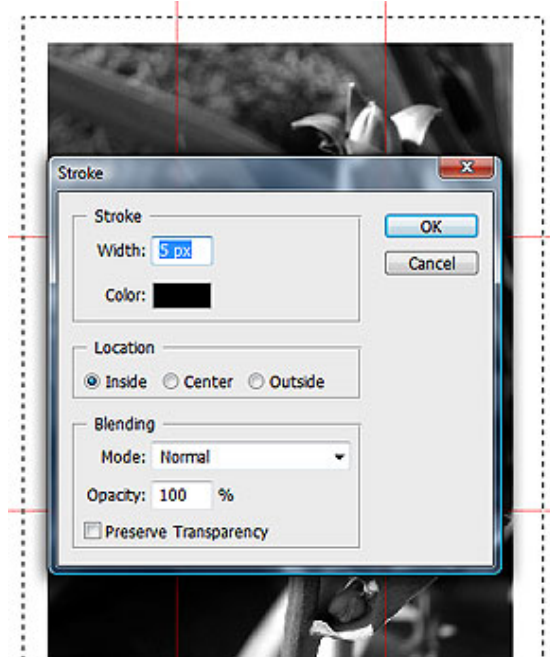 Stroke
Stroke
Width: 5 px
OK
Cancel
Color:
Location
Inside Center Outside
Blending
Mode: Normal
Opacity: 100 %
Preserve Transparency